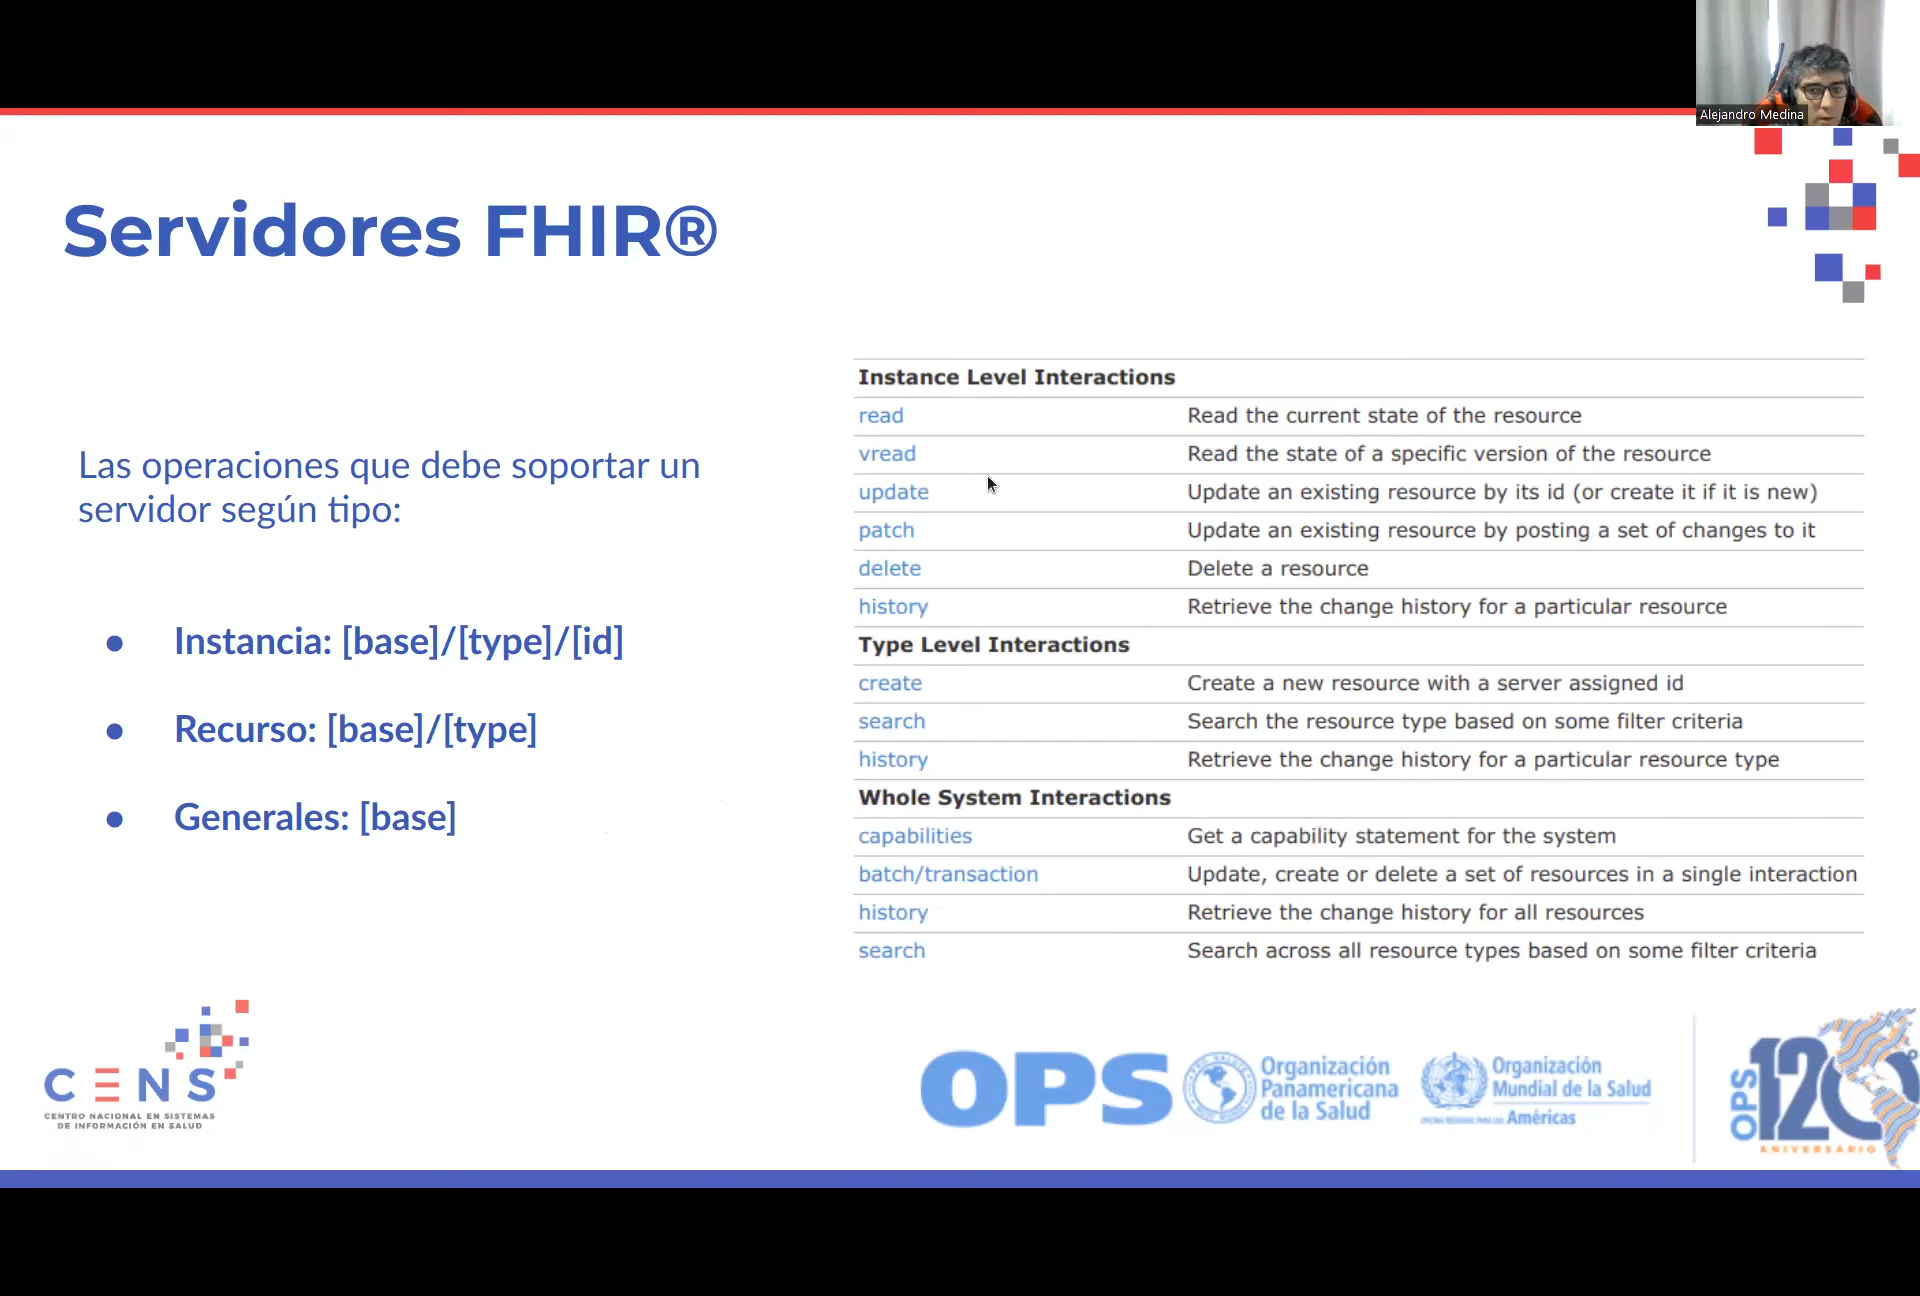 Alejandro Medina
Servidores FHIR®
Las operaciones que debe soportar un
servidor según tipo:
● Instancia: [base]/[type]/[id]
● Recurso: [base]/[type]
● Generales: [base]
Instance Level Interactions
read Read the current state of the resource
vread Read the state of a specific version of the resource
update Update an existing resource by its id (or create it if it is new)
patch Update an existing resource by posting a set of changes to it
delete Delete a resource
history Retrieve the change history for a particular resource
Type Level Interactions
create Create a new resource with a server assigned id
search Search the resource type based on some filter criteria
history Retrieve the change history for a particular resource type
Whole System Interactions
capabilities Get a capability statement for the system
batch/transaction Update, create or delete a set of resources in a single interaction
history Retrieve the change history for all resources
search Search across all resource types based on some filter criteria
CENS
CENTRO NACIONAL EN SISTEMAS
DE INFORMACIÓN EN SALUD
OPS
Organización
Panamericana
de la Salud
Organización
Mundial de la Salud
OFICINA REGIONAL PARA LAS Américas
OPS
120
ANIVERSARIO